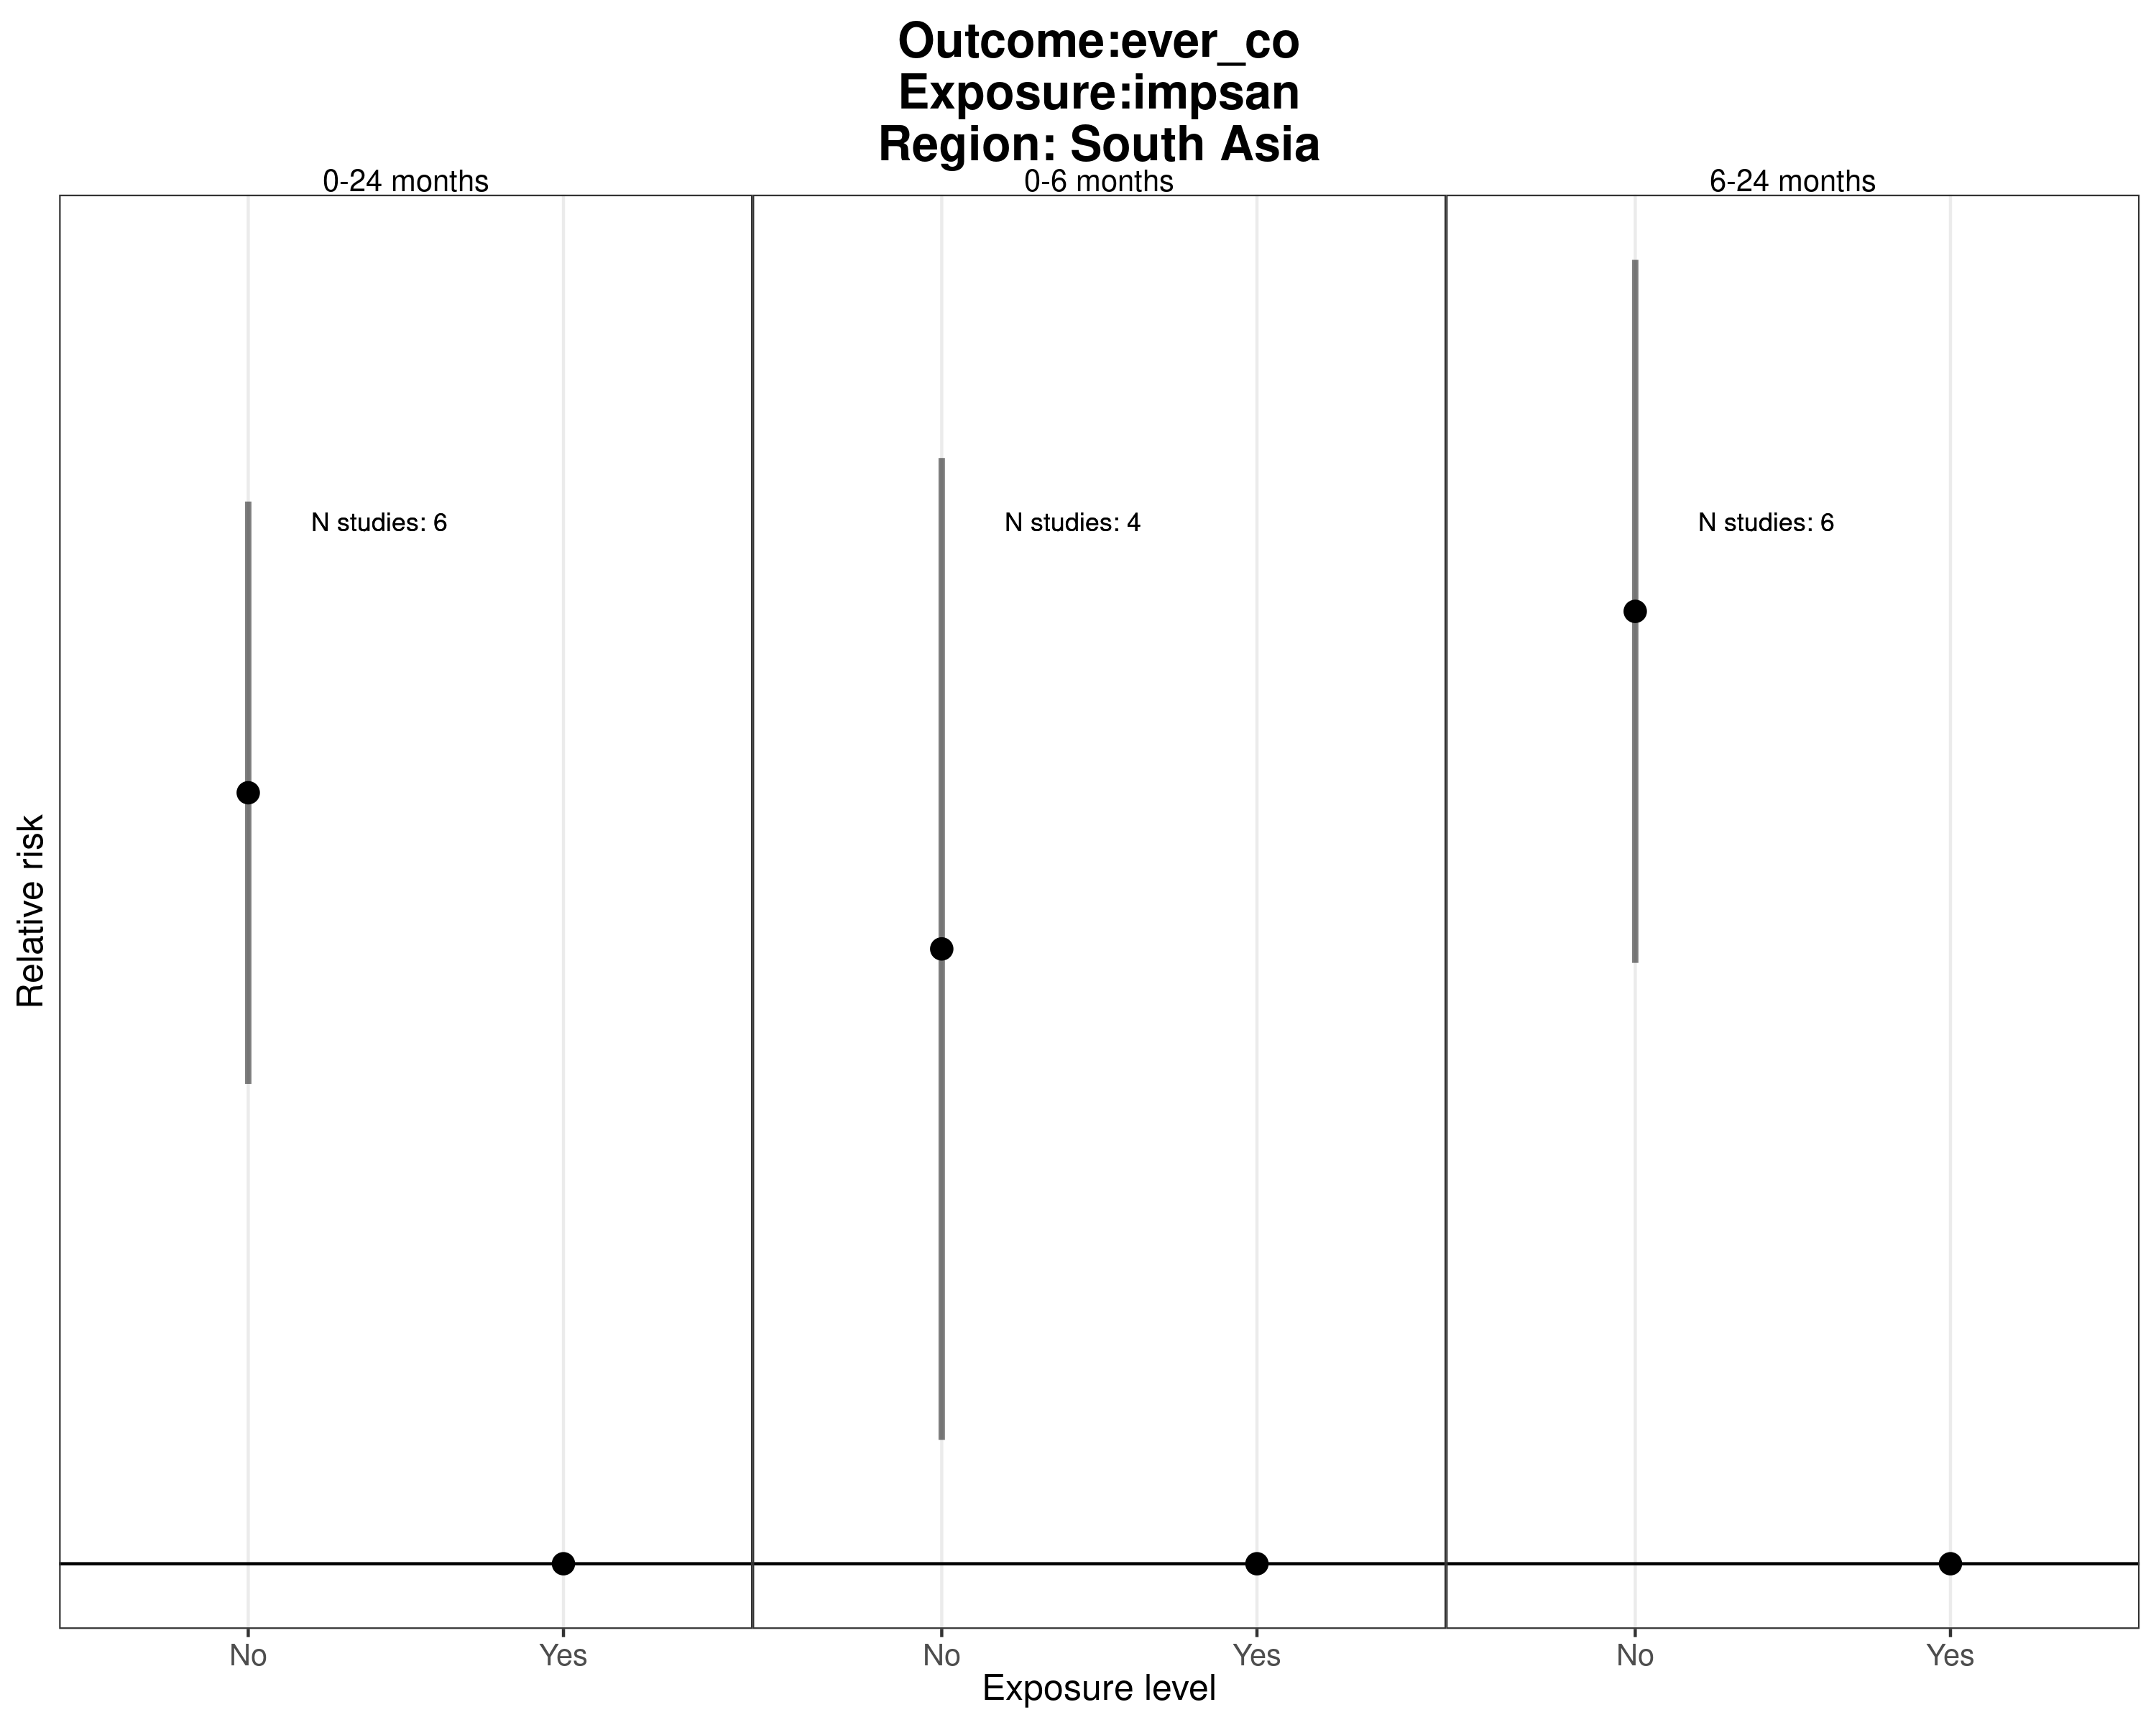 Outcome:ever_co
Exposure:impsan
Region: South Asia
0-24 months
0-6 months
6-24 months
N studies: 6
N studies: 4
N studies: 6
Relative risk
No
Yes
No
Yes
No
Yes
Exposure level